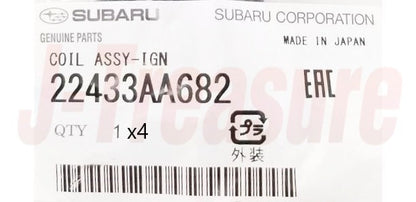 SUBARU SUBARU CORPORATION
GENUINE PARTS MADE IN JAPAN
COIL ASSY-IGN
22433AA682 EAC
QTY 1 x4 プラ
外装
J-Treasure